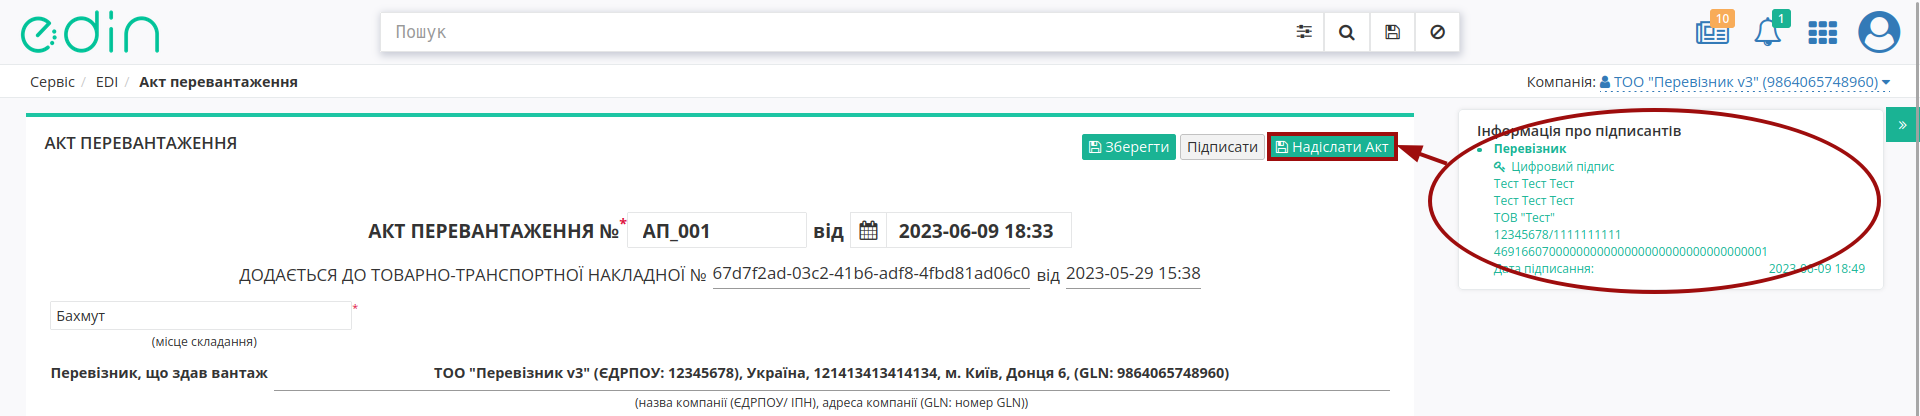 edin
Пошук
10
1
Сервіс / EDI / Акт перевантаження
Компанія: ТОО "Перевізник v3" (9864065748960)
АКТ ПЕРЕВАНТАЖЕННЯ
Зберегти Підписати Надіслати Акт
АКТ ПЕРЕВАНТАЖЕННЯ №* АП_001 від 2023-06-09 18:33
ДОДАЄТЬСЯ ДО ТОВАРНО-ТРАНСПОРТНОЇ НАКЛАДНОЇ № 67d7f2ad-03c2-41b6-adf8-4fbd81ad06c0 від 2023-05-29 15:38
Бахмут *
(місце складання)
Перевізник, що здав вантаж ТОО "Перевізник v3" (ЄДРПОУ: 12345678), Україна, 121413413414134, м. Київ, Донця 6, (GLN: 9864065748960)
(назва компанії (ЄДРПОУ/ ІПН), адреса компанії (GLN: номер GLN))
Інформація про підписантів
Перевізник
Цифровий підпис
Тест Тест Тест
Тест Тест Тест
ТОВ "Тест"
12345678/1111111111
Дата підписання: 2023-06-09 18:49